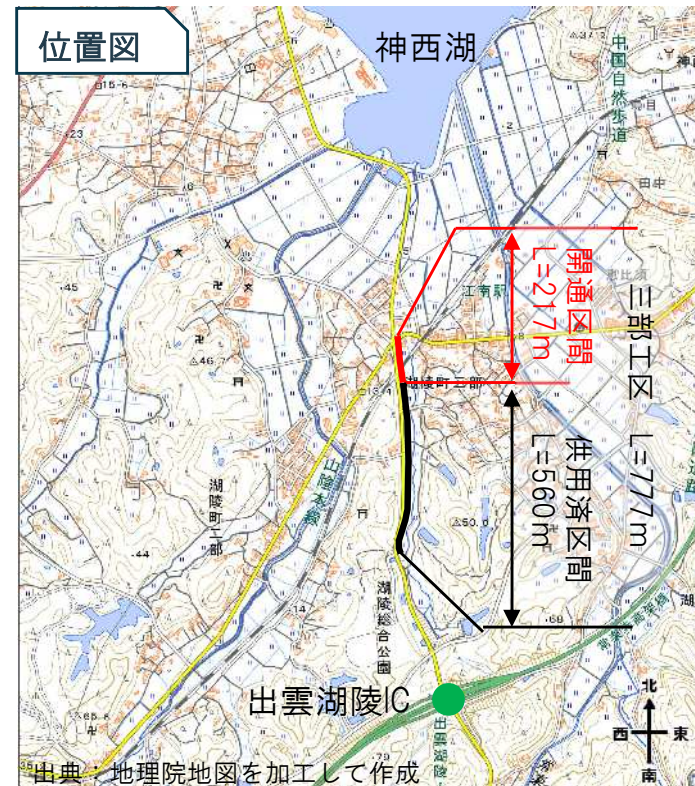 位置図
神西湖
中国自然歩道
田中
江南駅
開通区間
L=217m
三部工区 L=777m
湖陵町三部
供用済区間
L=560m
山陰本線
湖陵町二部
湖陵総合公園
出雲湖陵IC
北
西 東
南
出典：地理院地図を加工して作成